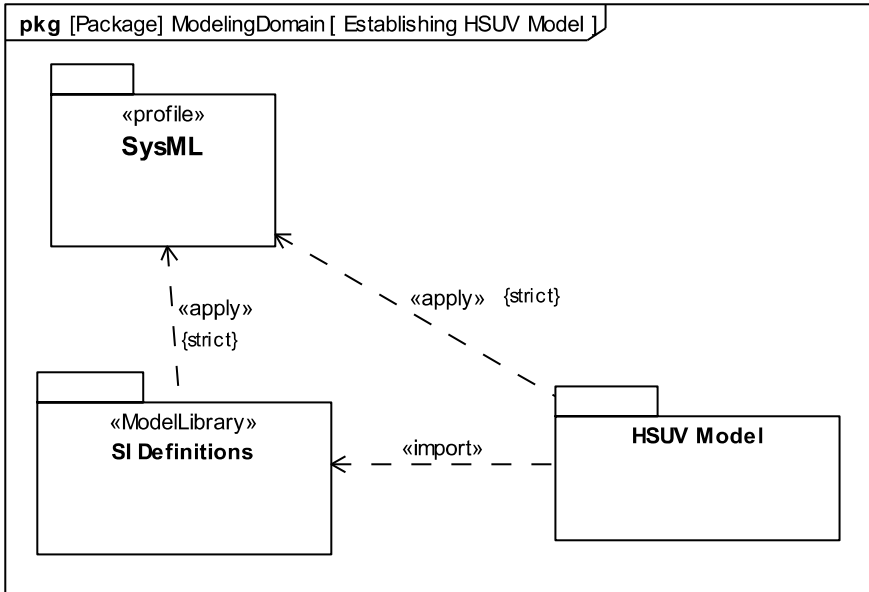 pkg [Package] ModelingDomain [ Establishing HSUV Model ]
«profile»
SysML
«apply»
{strict}
«apply» {strict}
«ModelLibrary»
SI Definitions
«import»
HSUV Model